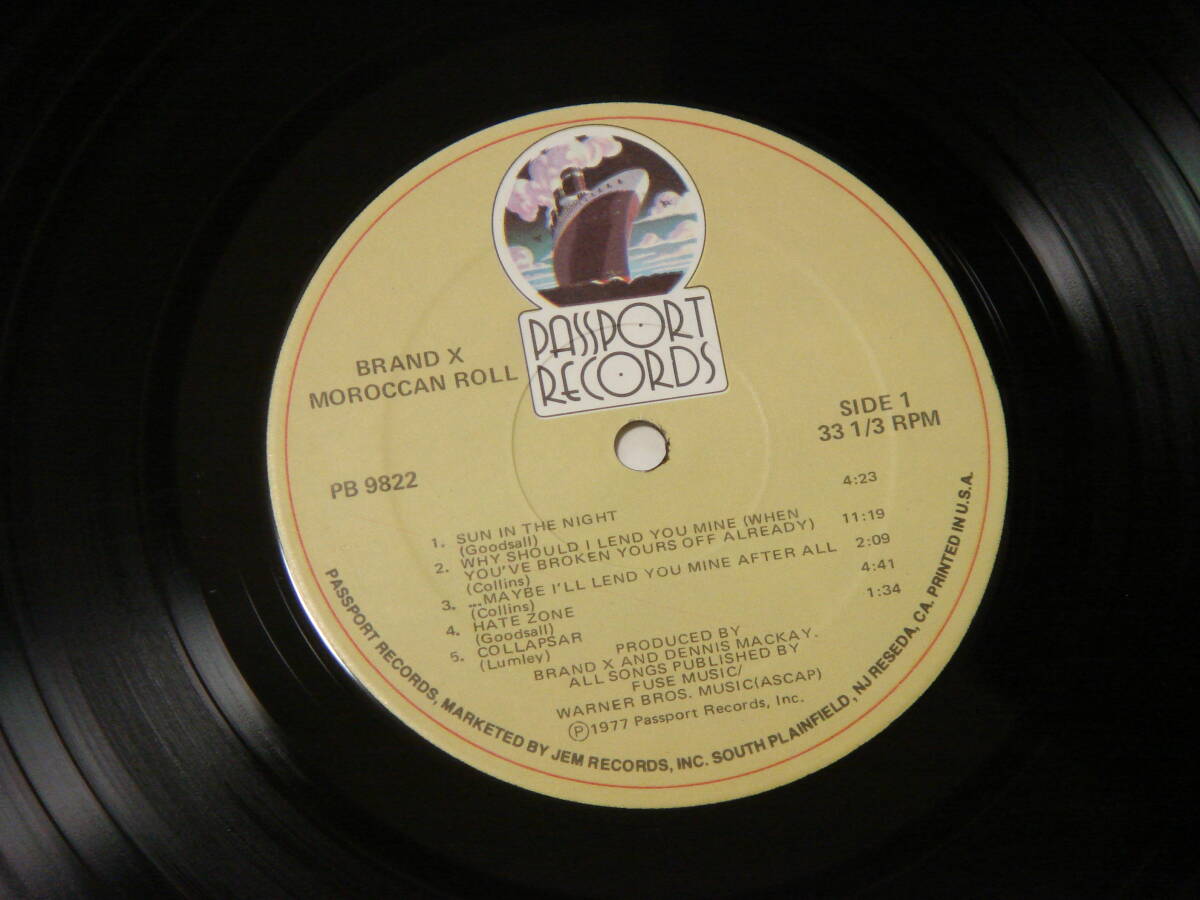 PASSPORT
RECORDS
BRAND X
MOROCCAN ROLL
SIDE 1
33 1/3 RPM
PB 9822
1. SUN IN THE NIGHT 4:23
(Goodsall)
2. WHY SHOULD I LEND YOU MINE (WHEN
YOU'VE BROKEN YOURS OFF ALREADY) 11:19
(Collins)
3. ...MAYBE I'LL LEND YOU MINE AFTER ALL 2:09
(Collins)
4. HATE ZONE 4:41
(Goodsall)
5. COLLAPSAR 1:34
(Lumley)
PRODUCED BY
BRAND X AND DENNIS MACKAY.
ALL SONGS PUBLISHED BY
FUSE MUSIC/
WARNER BROS. MUSIC(ASCAP)
Ⓟ1977 Passport Records, Inc.
PASSPORT RECORDS, MARKETED BY JEM RECORDS, INC. SOUTH PLAINFIELD, NJ RESEDA, CA. PRINTED IN U.S.A.